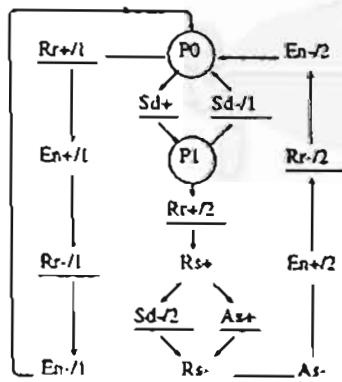 Rr+/1 P0 En-/2
Sd+ Sd-/1
En+/1 P1 Rr-/2
Rr+/2
Rr-/1 Rs+ En+/2
Sd-/2 As+
En-/1 Rs- As-